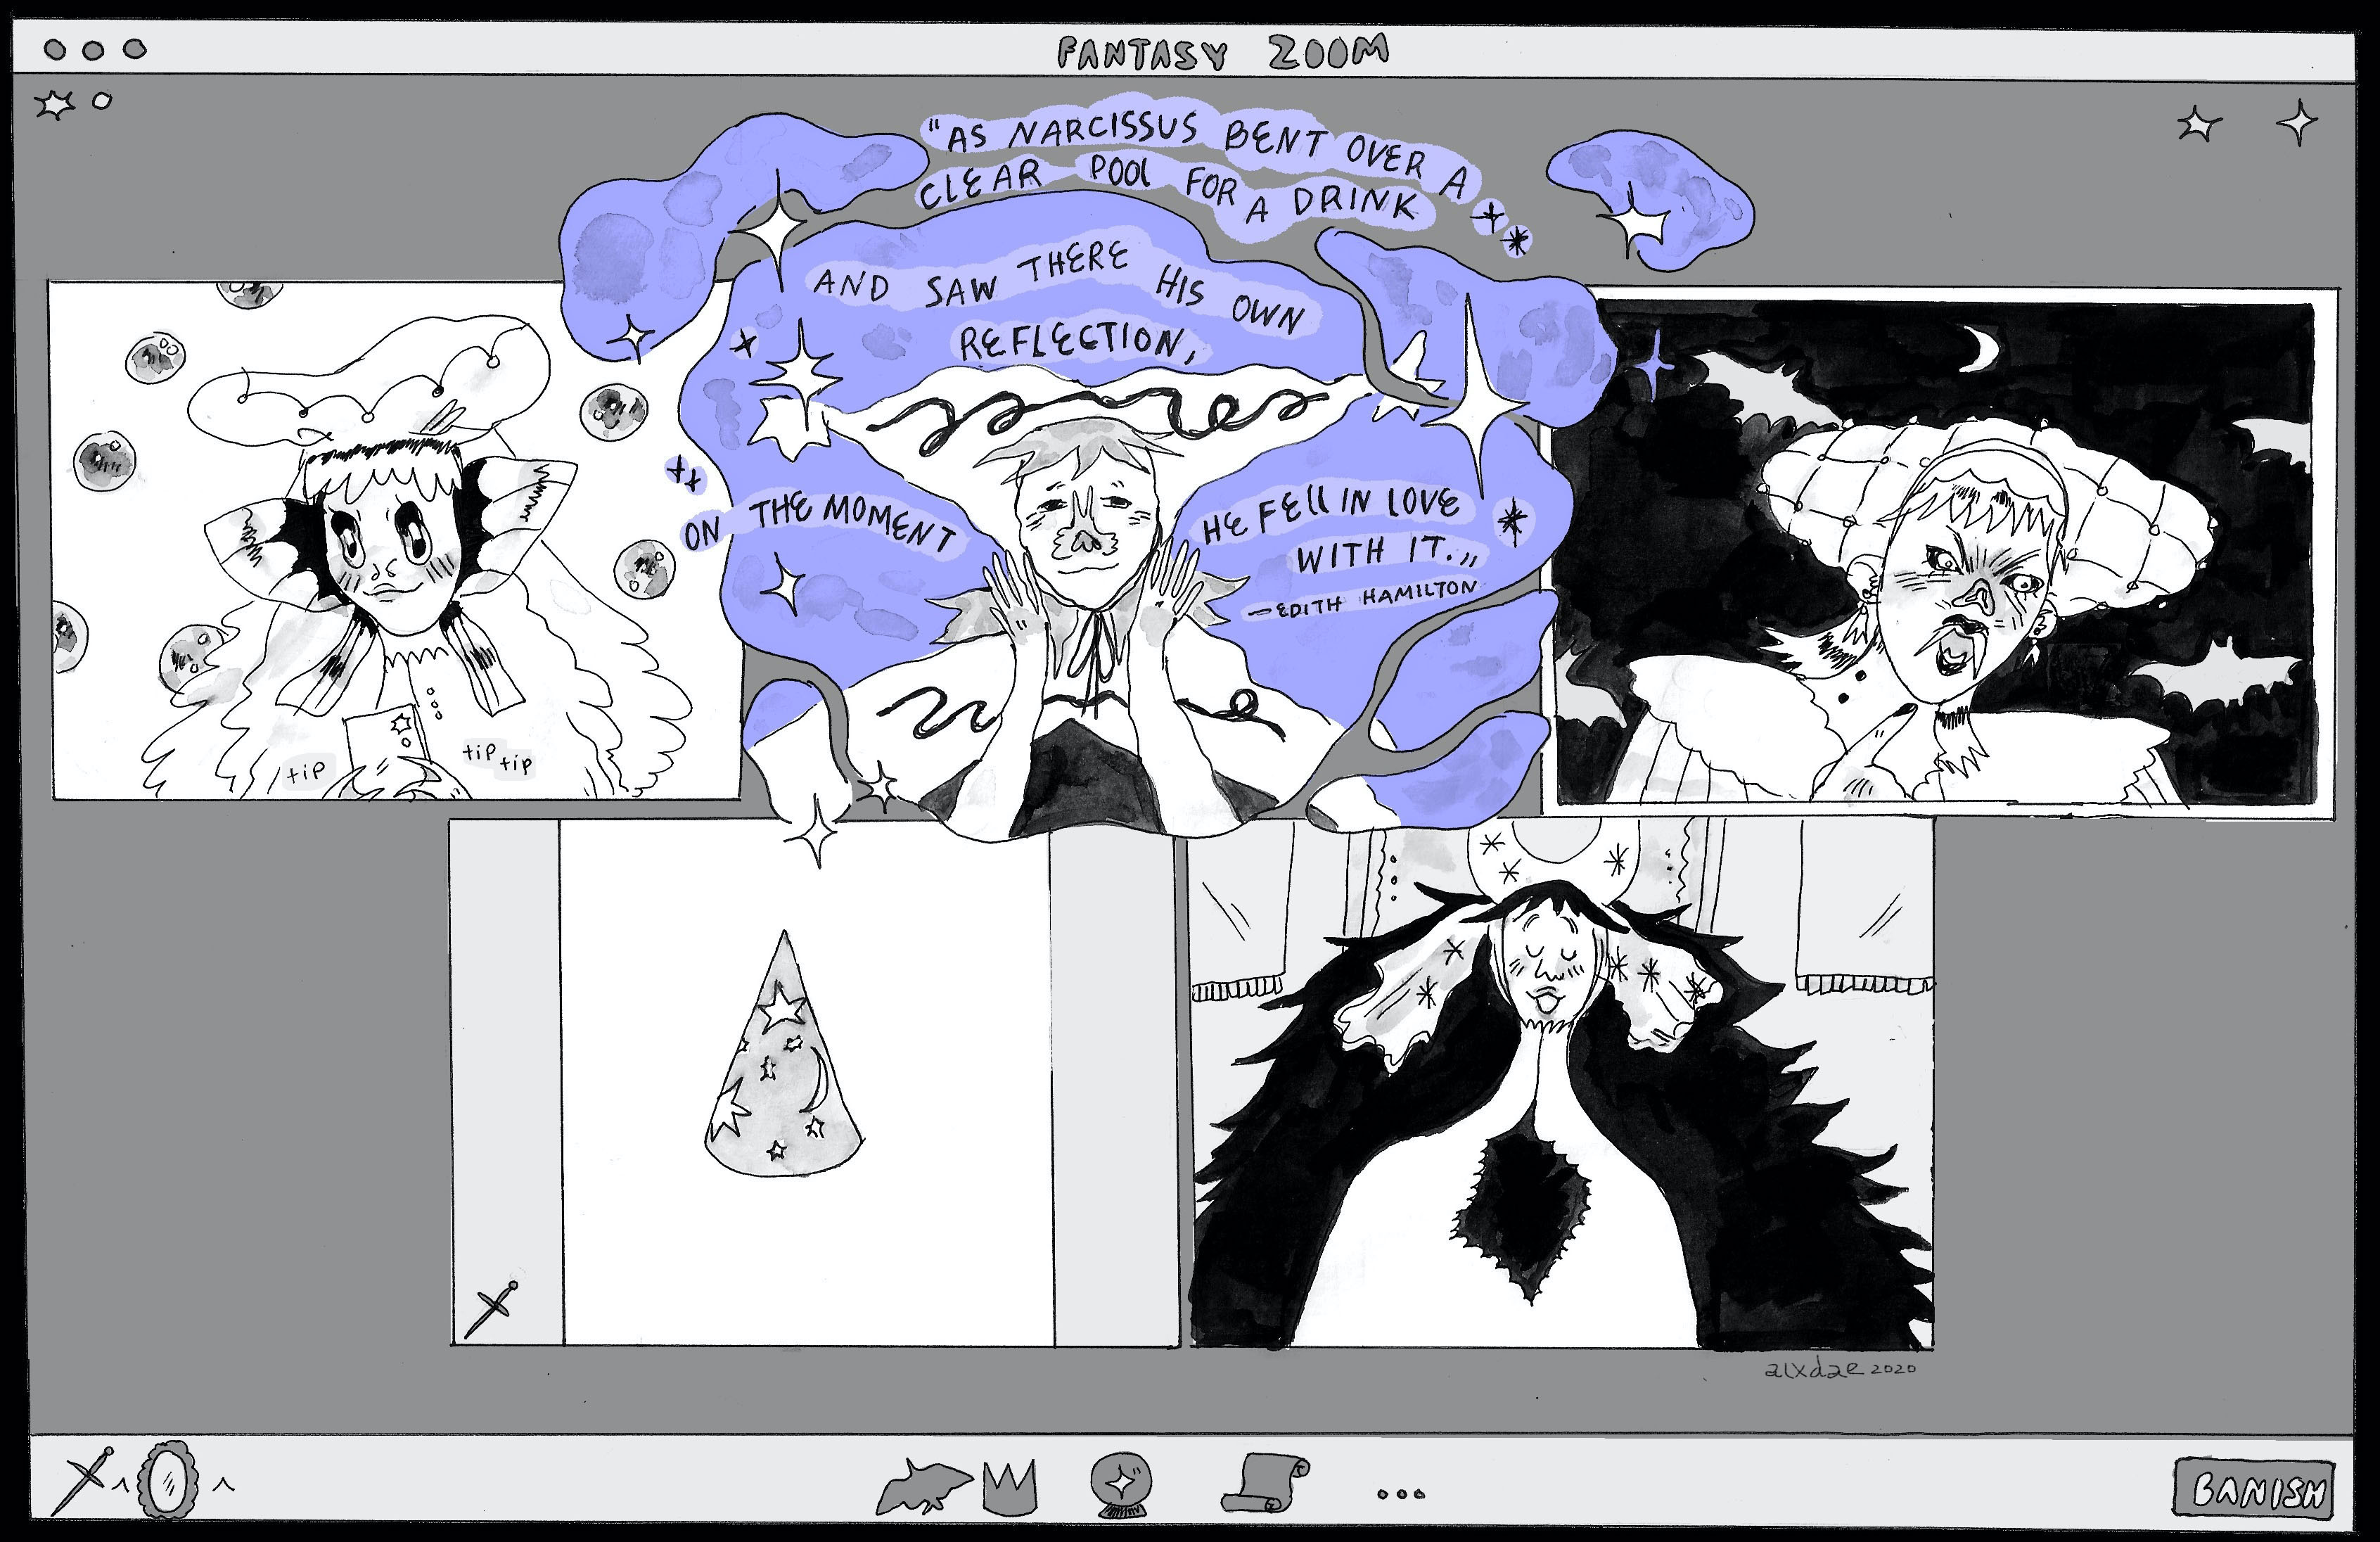 FANTASY ZOOM
"AS NARCISSUS BENT OVER A
CLEAR POOL FOR A DRINK
AND SAW THERE HIS OWN
REFLECTION,
ON THE MOMENT
HE FELL IN LOVE
WITH IT."
—EDITH HAMILTON
tip
tip
tip
alxdae 2020
BANISH